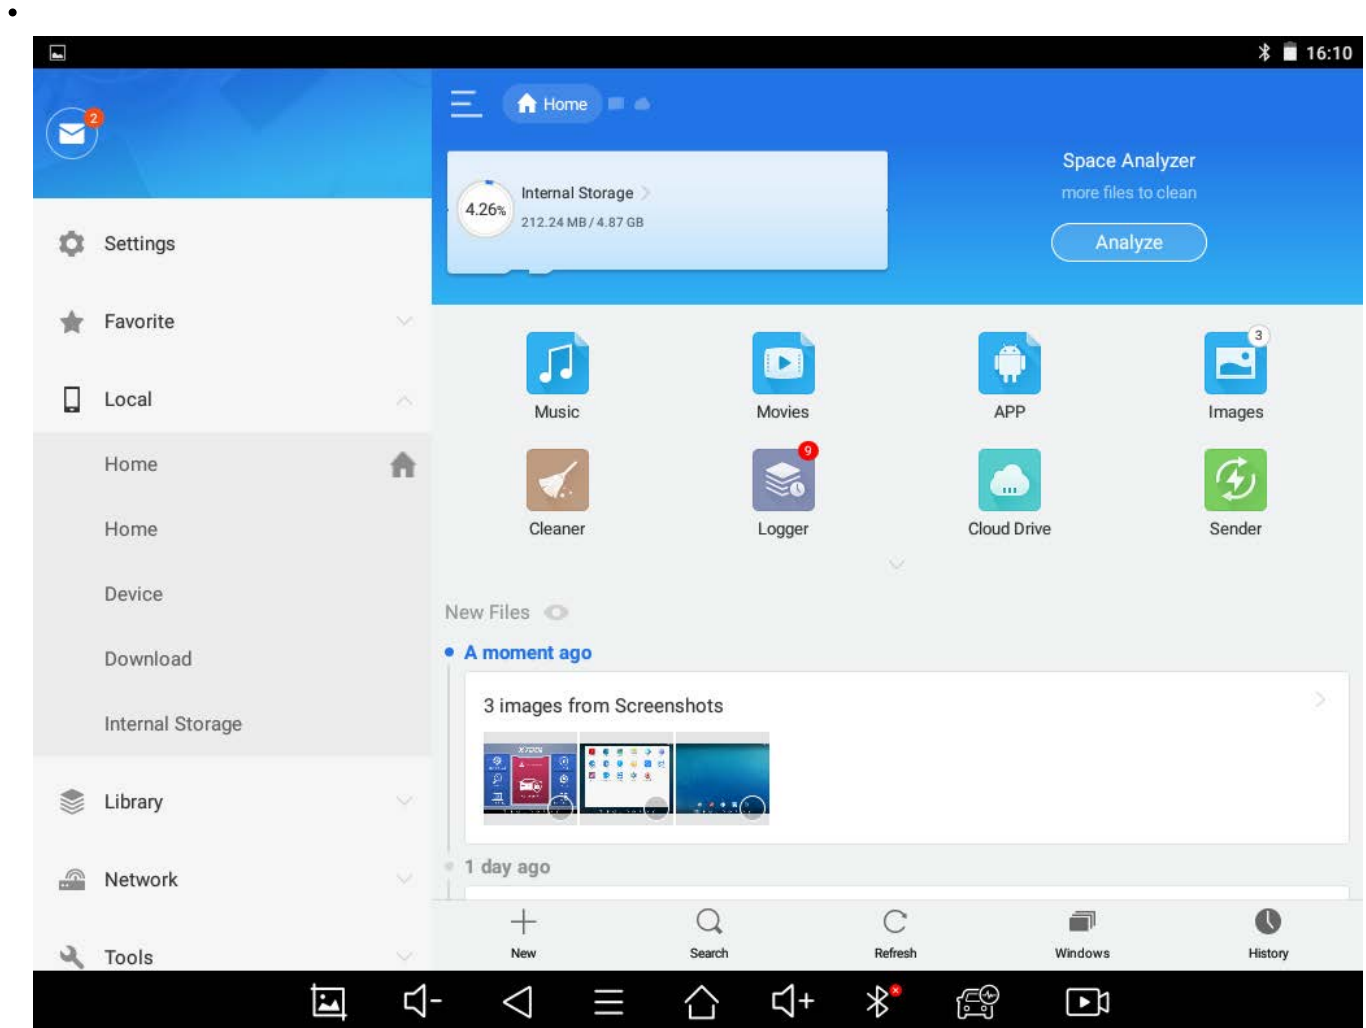 16:10
2
Home
Internal Storage
4.26%
212.24 MB / 4.87 GB
Space Analyzer
more files to clean
Analyze
Settings
Favorite
Local
Home
Home
Device
Download
Internal Storage
Library
Network
Tools
Music
Movies
APP
3
Images
Cleaner
9
Logger
Cloud Drive
Sender
New Files
A moment ago
3 images from Screenshots
XTOOL
1 day ago
New
Search
Refresh
Windows
History